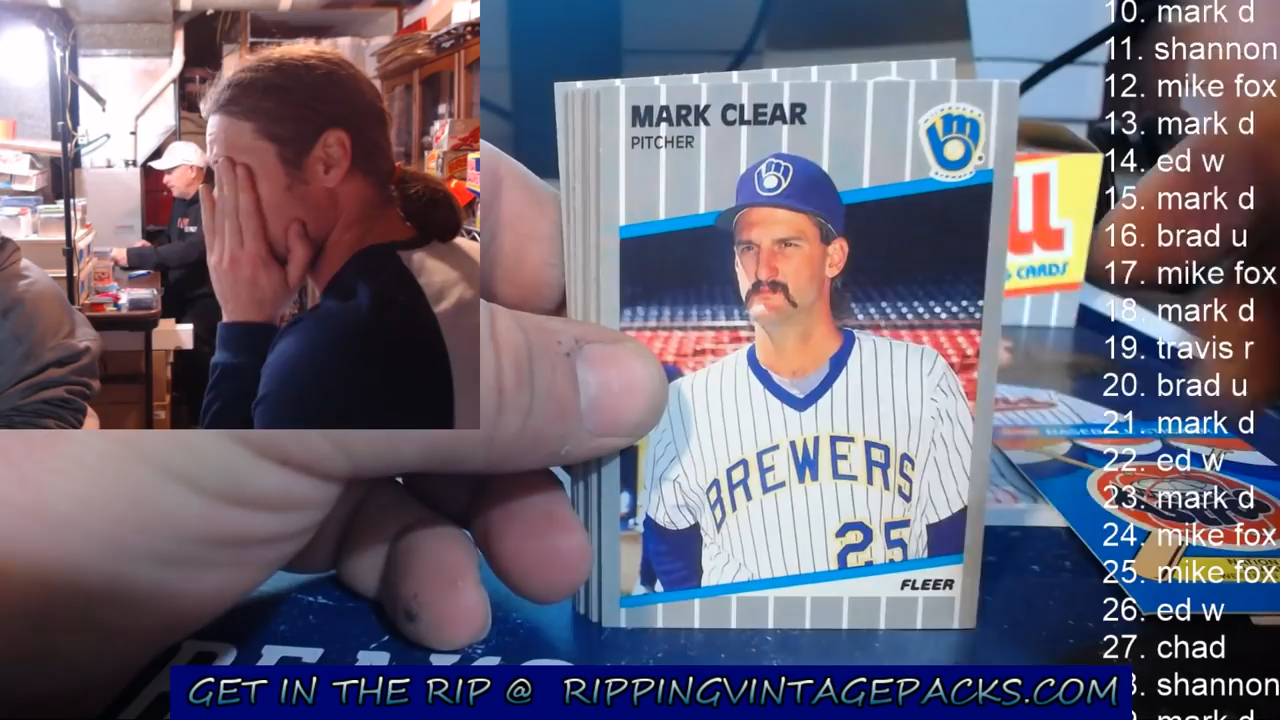 10. mark d
11. shannon
12. mike fox
13. mark d
14. ed w
15. mark d
16. brad u
17. mike fox
18. mark d
19. travis r
20. brad u
21. mark d
22. ed w
23. mark d
24. mike fox
25. mike fox
26. ed w
27. chad
shannon
mark d
MARK CLEAR
PITCHER
BREWERS
25
FLEER
CARDS
GET IN THE RIP @ RIPPINGVINTAGEPACKS.COM